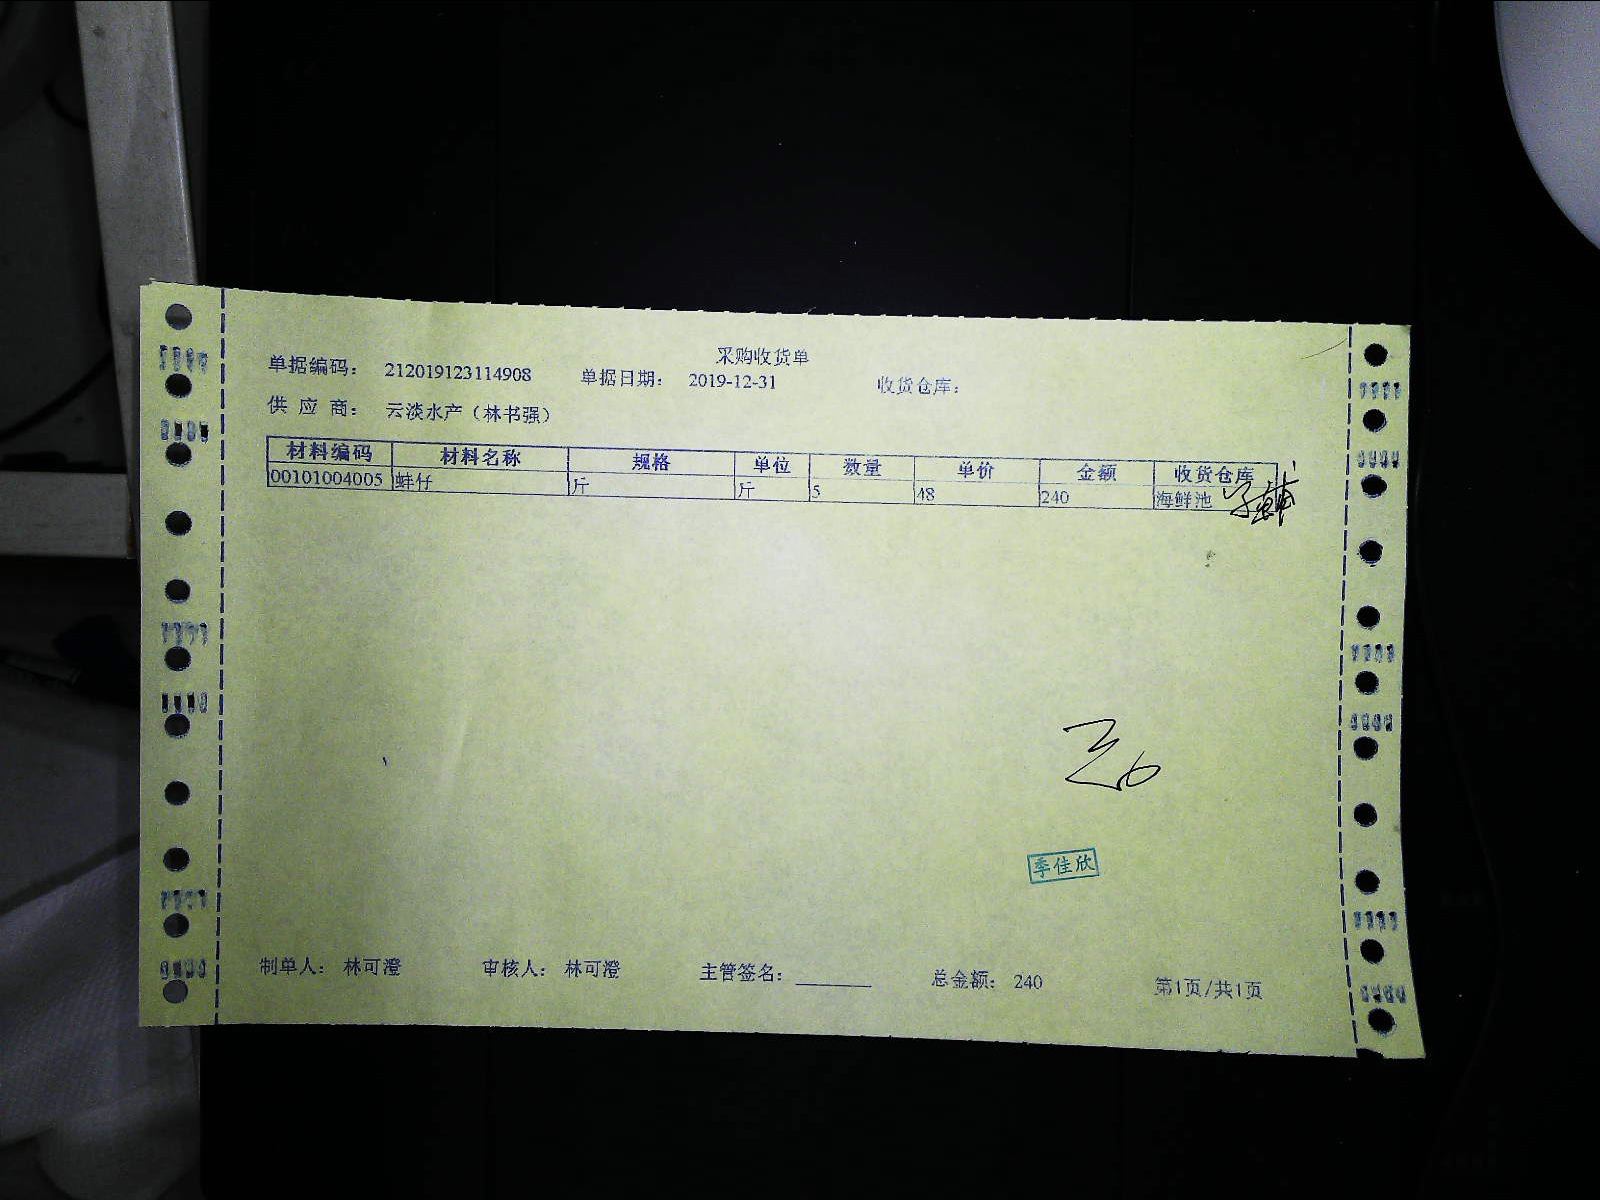 采购收货单
单据编码： 212019123114908 单据日期： 2019-12-31 收货仓库：
供 应 商： 云淡水产（林书强）
材料编码 材料名称 规格 单位 数量 单价 金额 收货仓库
00101004005 蚌仔 斤 斤 5 48 240 海鲜池
季佳欣
制单人： 林可澄 审核人： 林可澄 主管签名：________ 总金额： 240 第1页/共1页